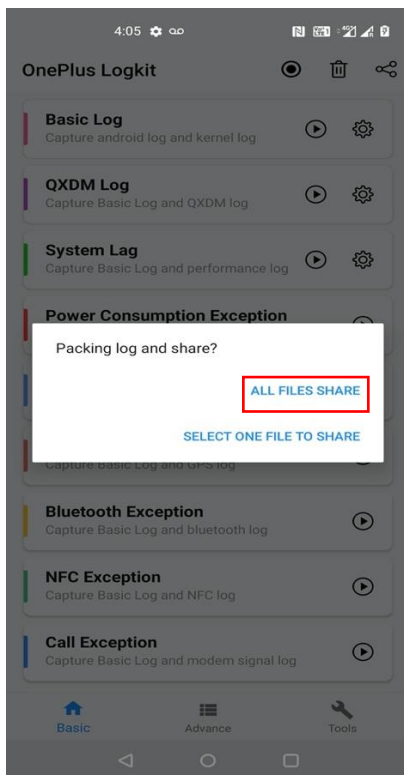 4:05
OnePlus Logkit
Basic Log
Capture android log and kernel log
QXDM Log
Capture Basic Log and QXDM log
System Lag
Capture Basic Log and performance log
Power Consumption Exception
Packing log and share?
ALL FILES SHARE
SELECT ONE FILE TO SHARE
Capture Basic Log and GPS log
Bluetooth Exception
Capture Basic Log and bluetooth log
NFC Exception
Capture Basic Log and NFC log
Call Exception
Capture Basic Log and modem signal log
Basic
Advance
Tools